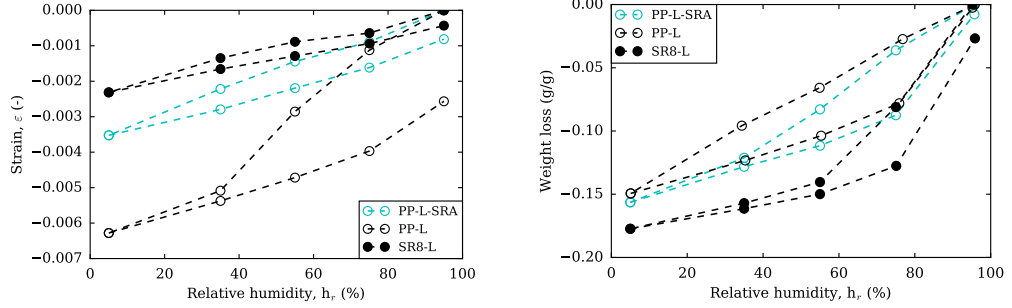 0.000
−0.001
−0.002
−0.003
−0.004
−0.005
−0.006
−0.007
Strain, ε (-)
0 20 40 60 80 100
Relative humidity, hr (%)
PP-L-SRA
PP-L
SR8-L
0.00
−0.05
−0.10
−0.15
−0.20
Weight loss (g/g)
0 20 40 60 80 100
Relative humidity, hr (%)
PP-L-SRA
PP-L
SR8-L